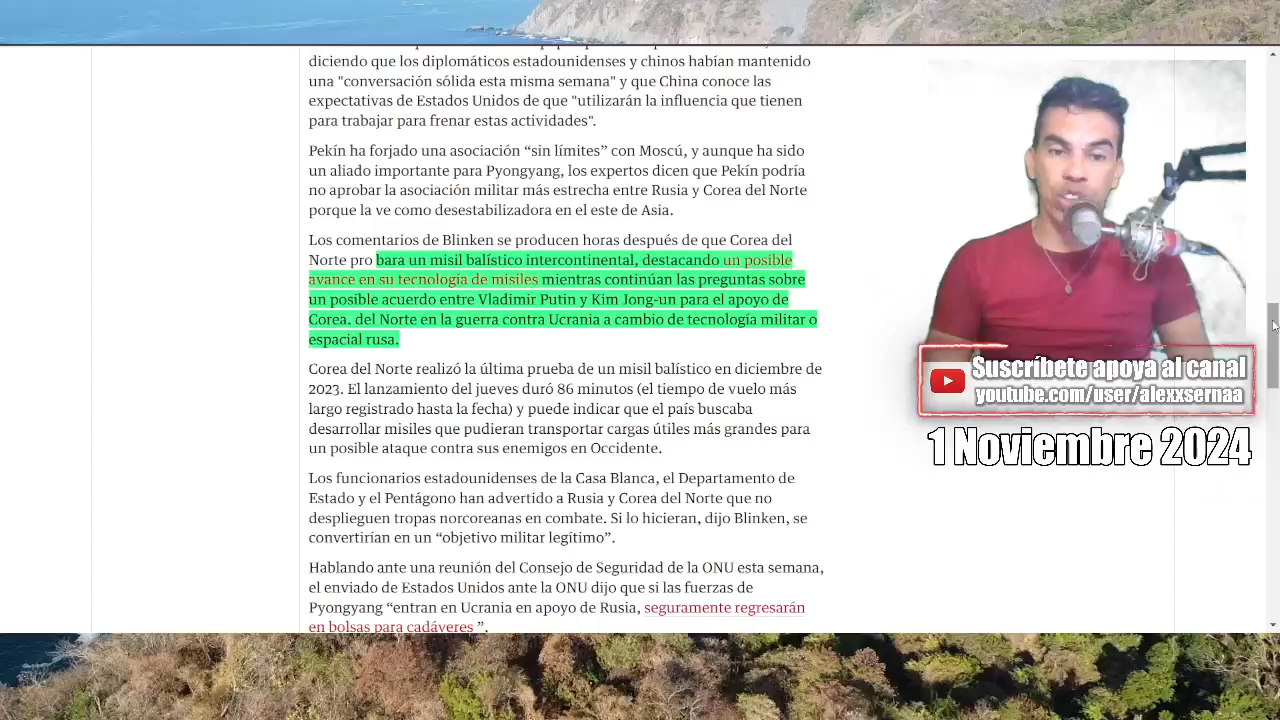 diciendo que los diplomáticos estadounidenses y chinos habían mantenido
una "conversación sólida esta misma semana" y que China conoce las
expectativas de Estados Unidos de que "utilizarán la influencia que tienen
para trabajar para frenar estas actividades".
Pekín ha forjado una asociación “sin límites” con Moscú, y aunque ha sido
un aliado importante para Pyongyang, los expertos dicen que Pekín podría
no aprobar la asociación militar más estrecha entre Rusia y Corea del Norte
porque la ve como desestabilizadora en el este de Asia.
Los comentarios de Blinken se producen horas después de que Corea del
Norte pro bara un misil balístico intercontinental, destacando un posible
avance en su tecnología de misiles mientras continúan las preguntas sobre
un posible acuerdo entre Vladimir Putin y Kim Jong-un para el apoyo de
Corea. del Norte en la guerra contra Ucrania a cambio de tecnología militar o
espacial rusa.
Corea del Norte realizó la última prueba de un misil balístico en diciembre de
2023. El lanzamiento del jueves duró 86 minutos (el tiempo de vuelo más
largo registrado hasta la fecha) y puede indicar que el país buscaba
desarrollar misiles que pudieran transportar cargas útiles más grandes para
un posible ataque contra sus enemigos en Occidente.
Los funcionarios estadounidenses de la Casa Blanca, el Departamento de
Estado y el Pentágono han advertido a Rusia y Corea del Norte que no
desplieguen tropas norcoreanas en combate. Si lo hicieran, dijo Blinken, se
convertirían en un “objetivo militar legítimo”.
Hablando ante una reunión del Consejo de Seguridad de la ONU esta semana,
el enviado de Estados Unidos ante la ONU dijo que si las fuerzas de
Pyongyang “entran en Ucrania en apoyo de Rusia, seguramente regresarán
en bolsas para cadáveres ”.
Suscríbete apoya al canal
youtube.com/user/alexxsernaa
1 Noviembre 2024